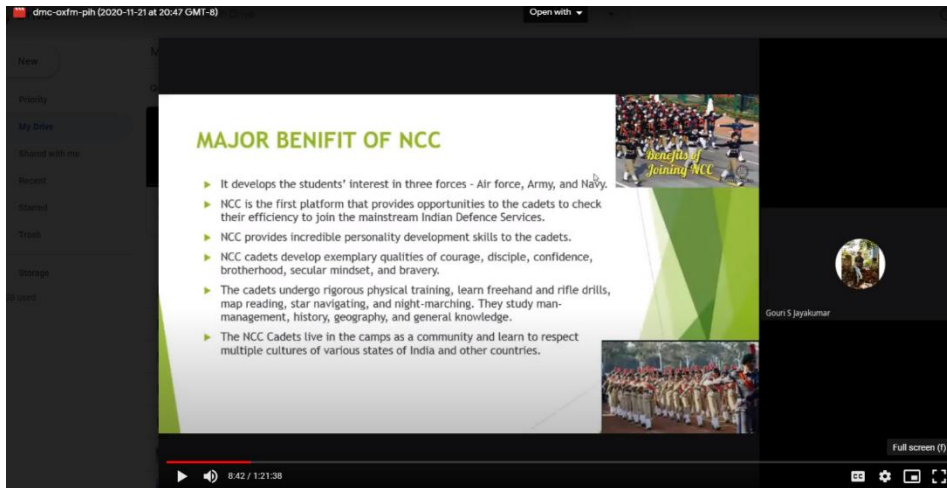 dmc-oxfm-pih (2020-11-21 at 20:47 GMT-8)
Open with
New
Priority
My Drive
Shared with me
Recent
Starred
Trash
Storage
used
MAJOR BENIFIT OF NCC
Benefits of
Joining NCC
It develops the students' interest in three forces - Air force, Army, and Navy.
NCC is the first platform that provides opportunities to the cadets to check
their efficiency to join the mainstream Indian Defence Services.
NCC provides incredible personality development skills to the cadets.
NCC cadets develop exemplary qualities of courage, disciple, confidence,
brotherhood, secular mindset, and bravery.
The cadets undergo rigorous physical training, learn freehand and rifle drills,
map reading, star navigating, and night-marching. They study man-
management, history, geography, and general knowledge.
The NCC Cadets live in the camps as a community and learn to respect
multiple cultures of various states of India and other countries.
Gouri S Jayakumar
Full screen (f)
8:42 / 1:21:38
CC